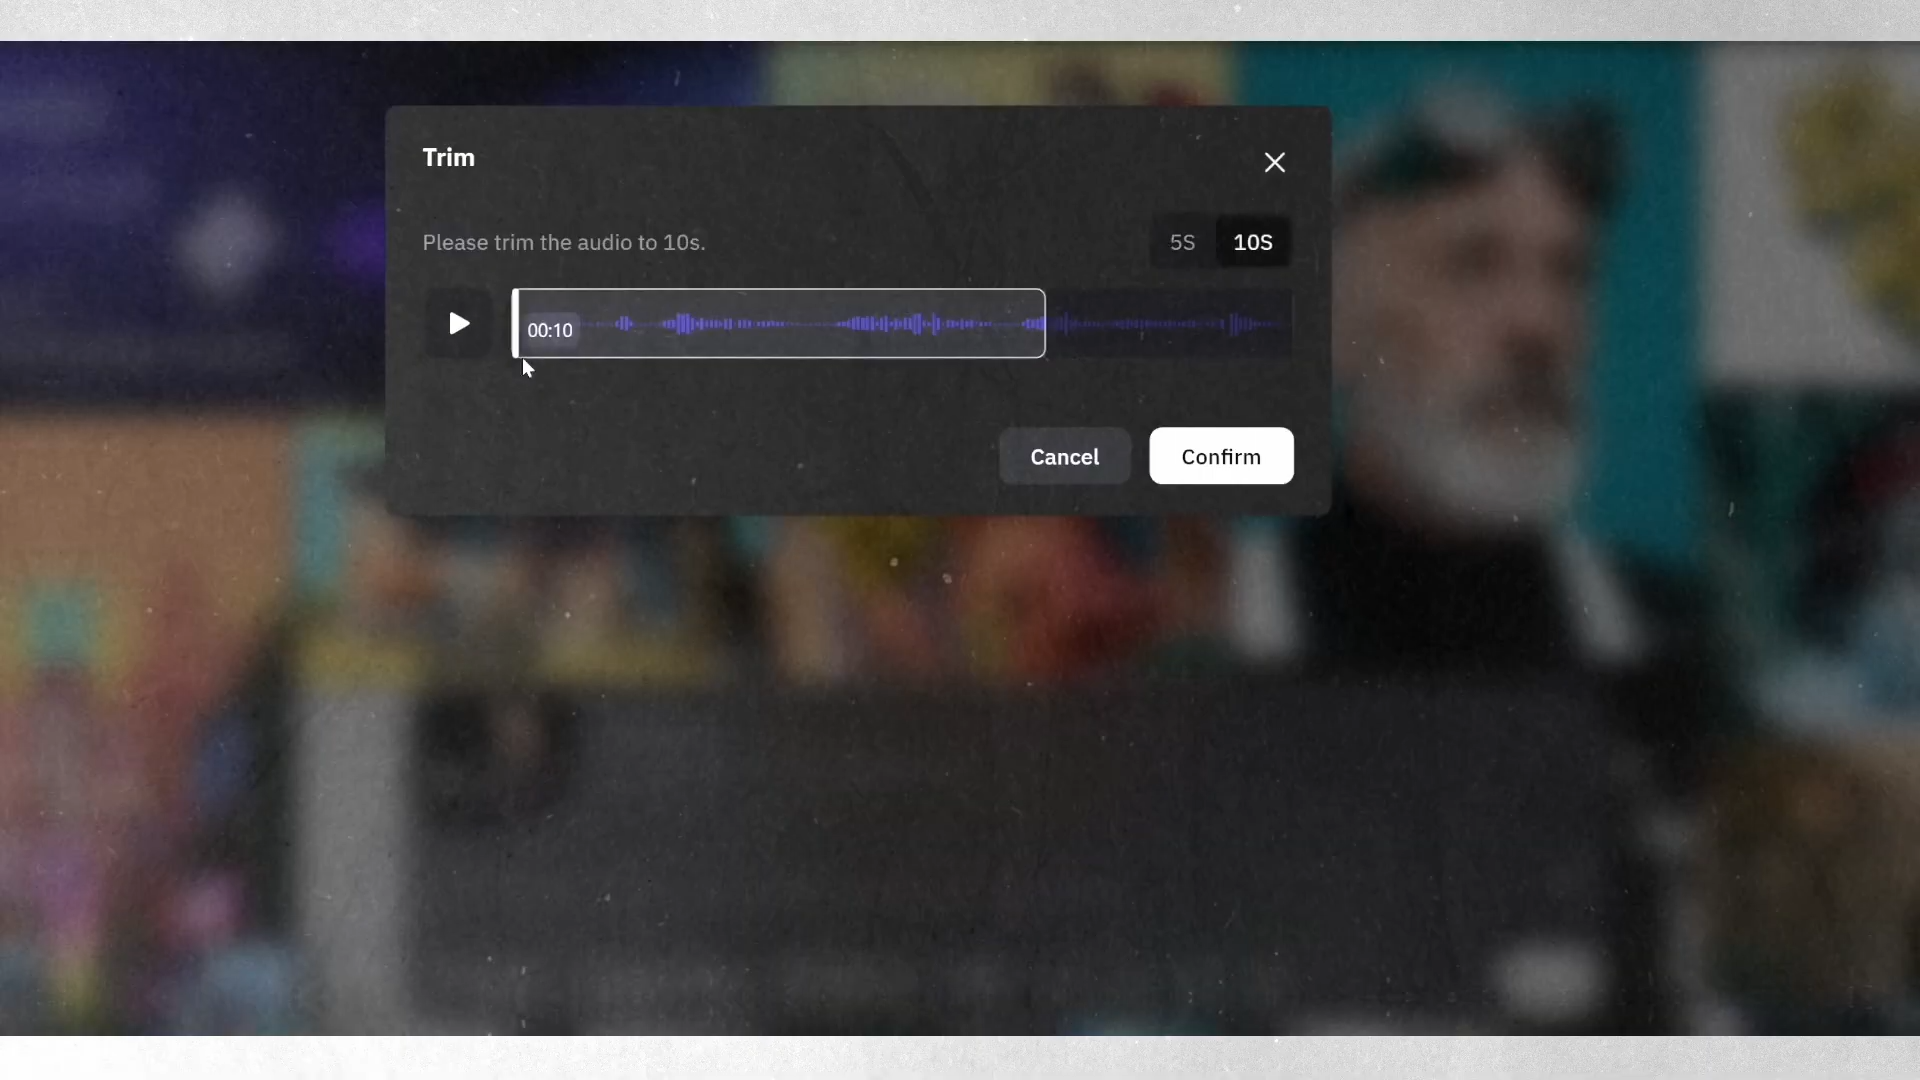 Trim
Please trim the audio to 10s.
5S 10S
00:10
Cancel Confirm